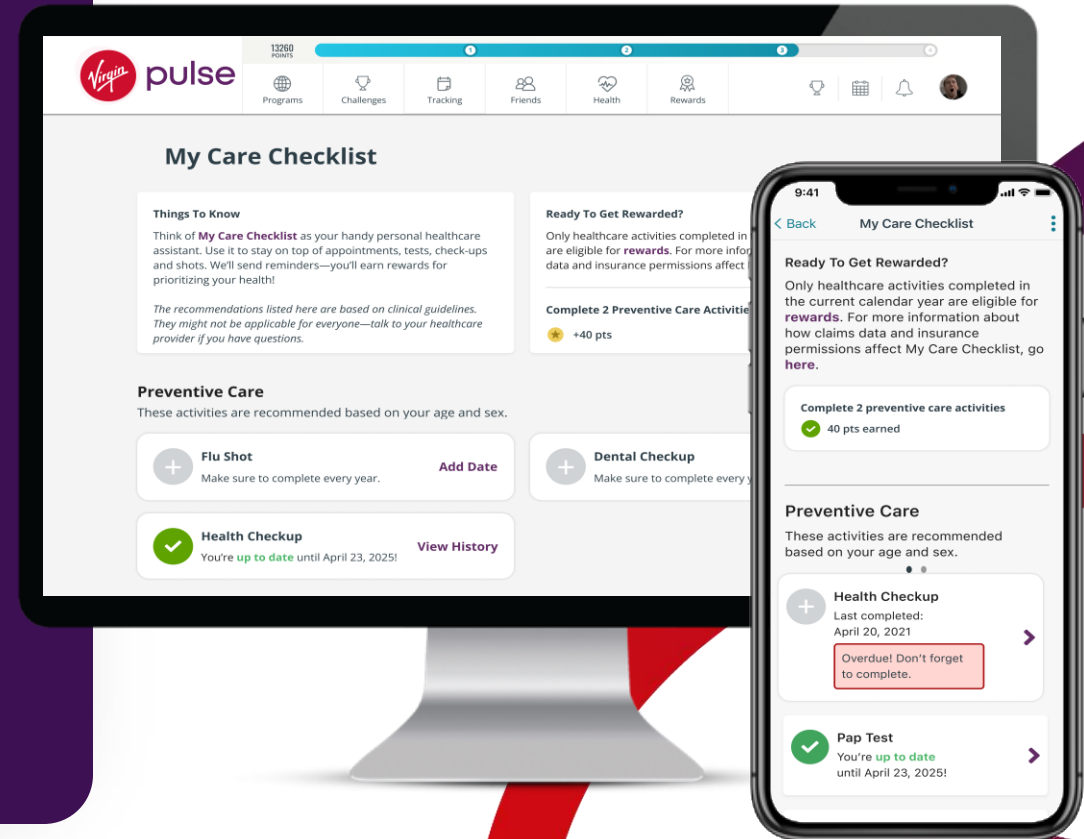 Virgin pulse
13260
POINTS
1
2
3
4
Programs
Challenges
Tracking
Friends
Health
Rewards
My Care Checklist
Things To Know
Think of My Care Checklist as your handy personal healthcare
assistant. Use it to stay on top of appointments, tests, check-ups
and shots. We'll send reminders—you'll earn rewards for
prioritizing your health!
The recommendations listed here are based on clinical guidelines.
They might not be applicable for everyone—talk to your healthcare
provider if you have questions.
Ready To Get Rewarded?
Only healthcare activities completed in
are eligible for rewards. For more
data and insurance permissions affect
Complete 2 Preventive Care Activitie
+40 pts
Preventive Care
These activities are recommended based on your age and sex.
Flu Shot
Make sure to complete every year.
Add Date
Dental Checkup
Make sure to complete every
Health Checkup
You're up to date until April 23, 2025!
View History
9:41
Back
My Care Checklist
Ready To Get Rewarded?
Only healthcare activities completed in
the current calendar year are eligible for
rewards. For more information about
how claims data and insurance
permissions affect My Care Checklist, go
here.
Complete 2 preventive care activities
40 pts earned
Preventive Care
These activities are recommended
based on your age and sex.
Health Checkup
Last completed:
April 20, 2021
Overdue! Don't forget
to complete.
Pap Test
You're up to date
until April 23, 2025!